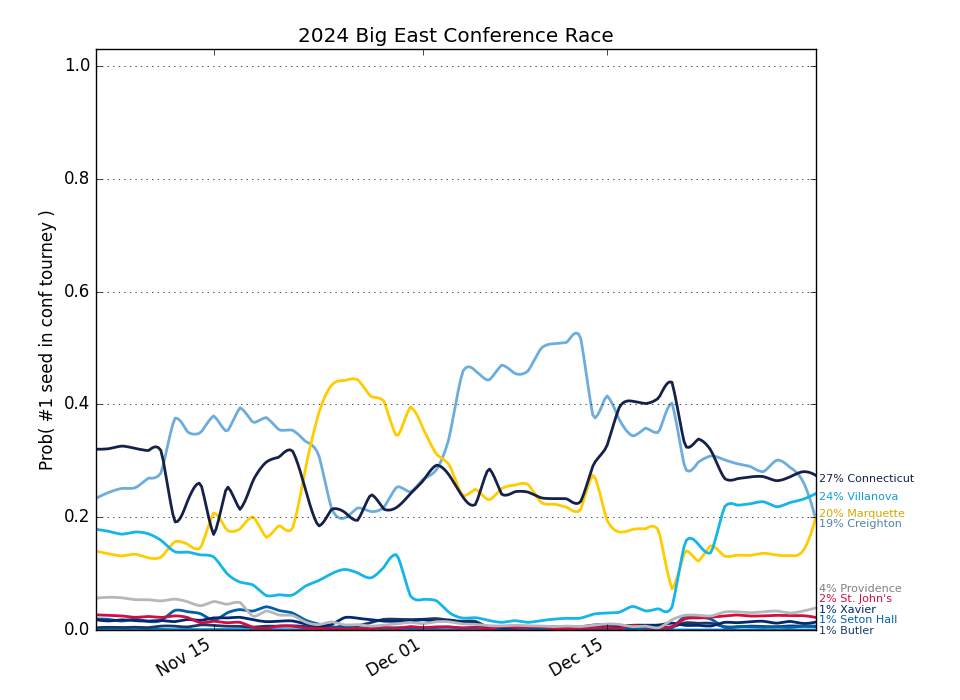 2024 Big East Conference Race
Prob( #1 seed in conf tourney )
1.0
0.8
0.6
0.4
0.2
0.0
Nov 15
Dec 01
Dec 15
27% Connecticut
24% Villanova
20% Marquette
19% Creighton
4% Providence
2% St. John's
1% Xavier
1% Seton Hall
1% Butler